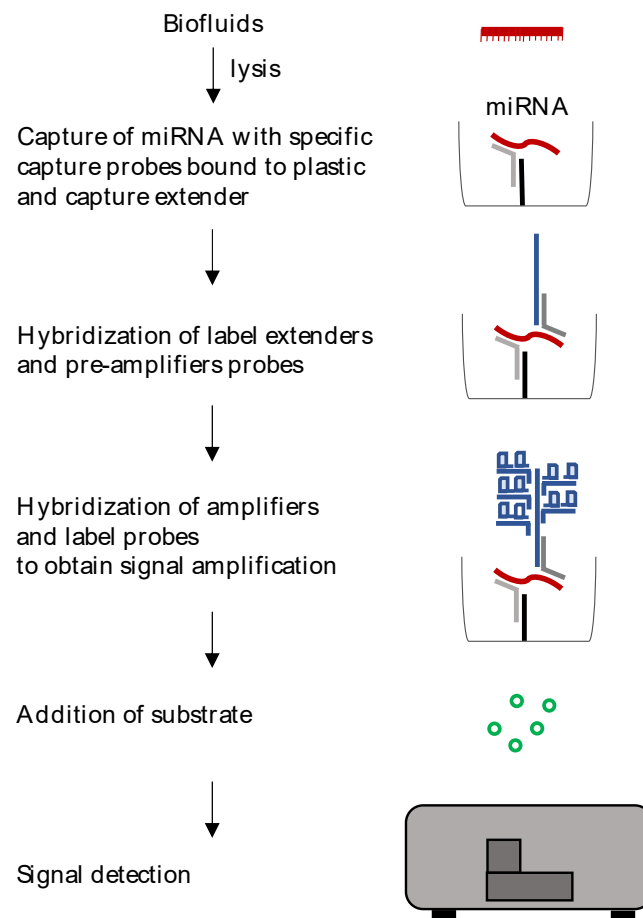 Biofluids
lysis
miRNA
Capture of miRNA with specific
capture probes bound to plastic
and capture extender
Hybridization of label extenders
and pre-amplifiers probes
Hybridization of amplifiers
and label probes
to obtain signal amplification
Addition of substrate
Signal detection